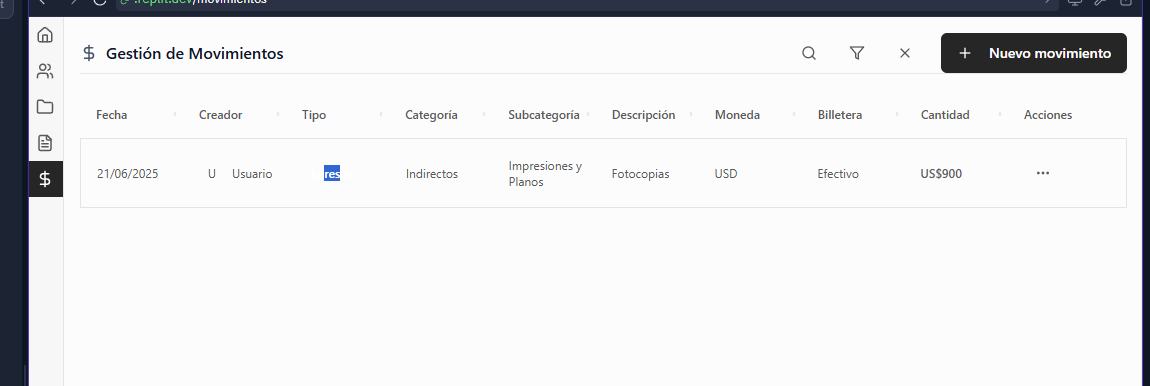 .replit.dev/movimientos
Gestión de Movimientos
Nuevo movimiento
Fecha Creador Tipo Categoría Subcategoría Descripción Moneda Billetera Cantidad Acciones
21/06/2025 U Usuario res Indirectos Impresiones y Planos Fotocopias USD Efectivo US$900